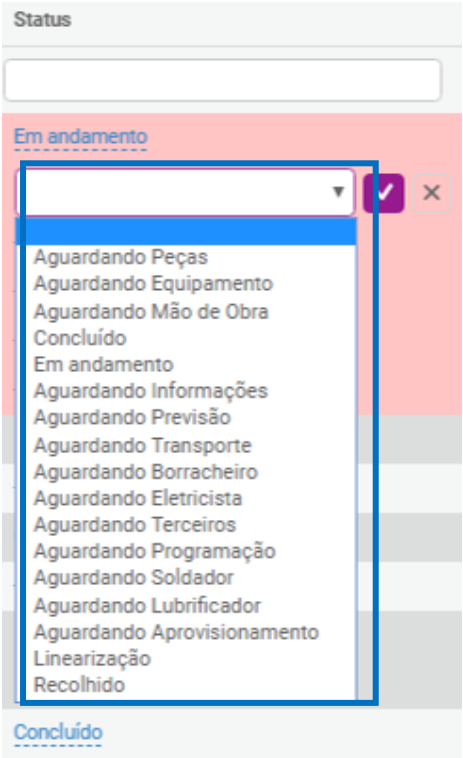 Status
Em andamento
Aguardando Peças
Aguardando Equipamento
Aguardando Mão de Obra
Concluído
Em andamento
Aguardando Informações
Aguardando Previsão
Aguardando Transporte
Aguardando Borracheiro
Aguardando Eletricista
Aguardando Terceiros
Aguardando Programação
Aguardando Soldador
Aguardando Lubrificador
Aguardando Aprovisionamento
Linearização
Recolhido
Concluído